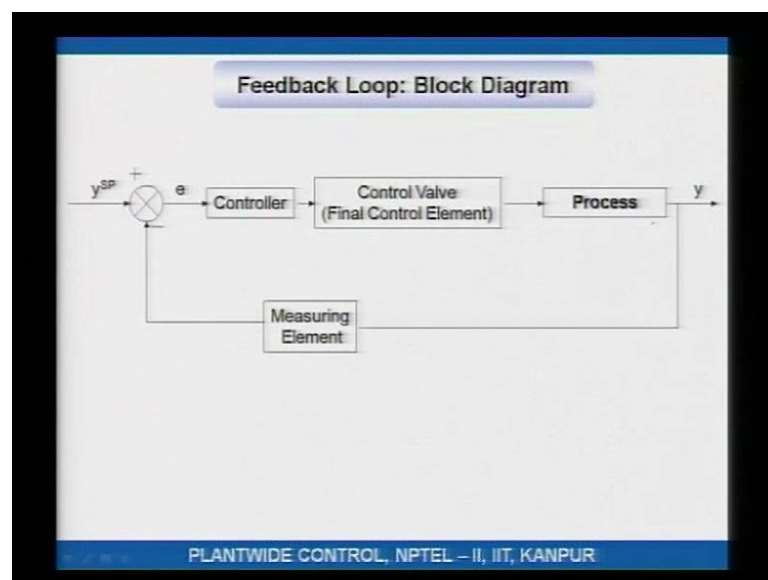 Feedback Loop: Block Diagram
y^SP
+
e
Controller
Control Valve
(Final Control Element)
Process
y
−
Measuring
Element
PLANTWIDE CONTROL, NPTEL – II, IIT, KANPUR